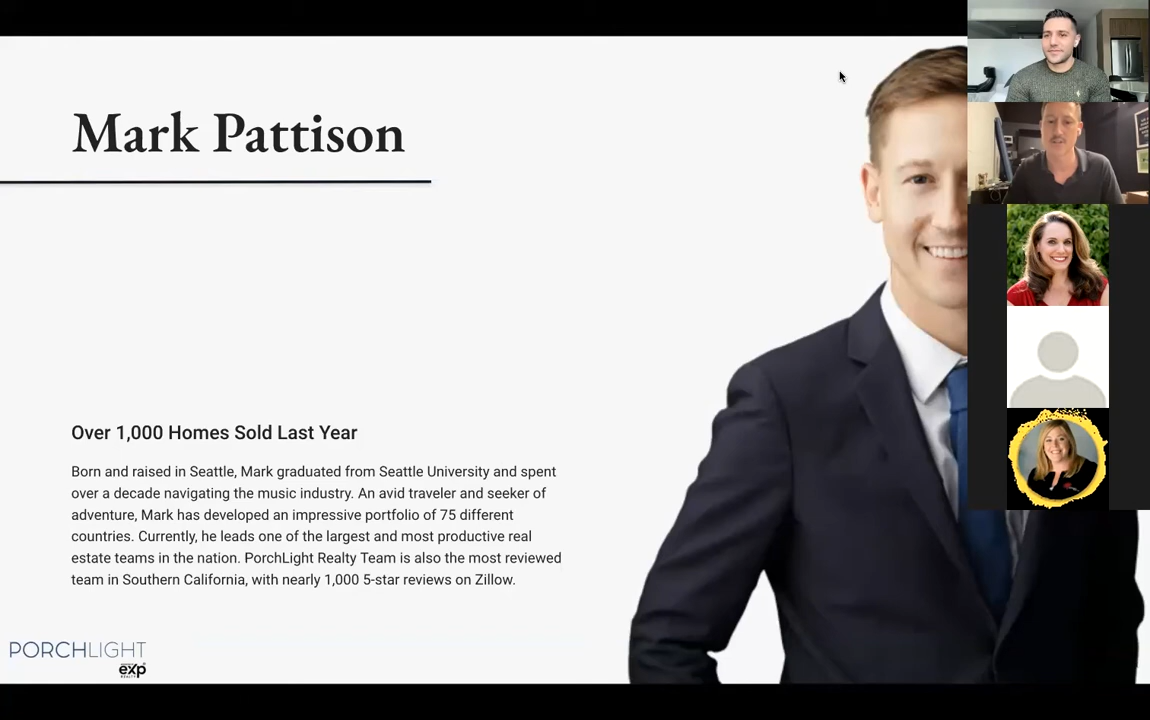 Mark Pattison
Over 1,000 Homes Sold Last Year
Born and raised in Seattle, Mark graduated from Seattle University and spent
over a decade navigating the music industry. An avid traveler and seeker of
adventure, Mark has developed an impressive portfolio of 75 different
countries. Currently, he leads one of the largest and most productive real
estate teams in the nation. PorchLight Realty Team is also the most reviewed
team in Southern California, with nearly 1,000 5-star reviews on Zillow.
PORCHLIGHT
exp
REALTY